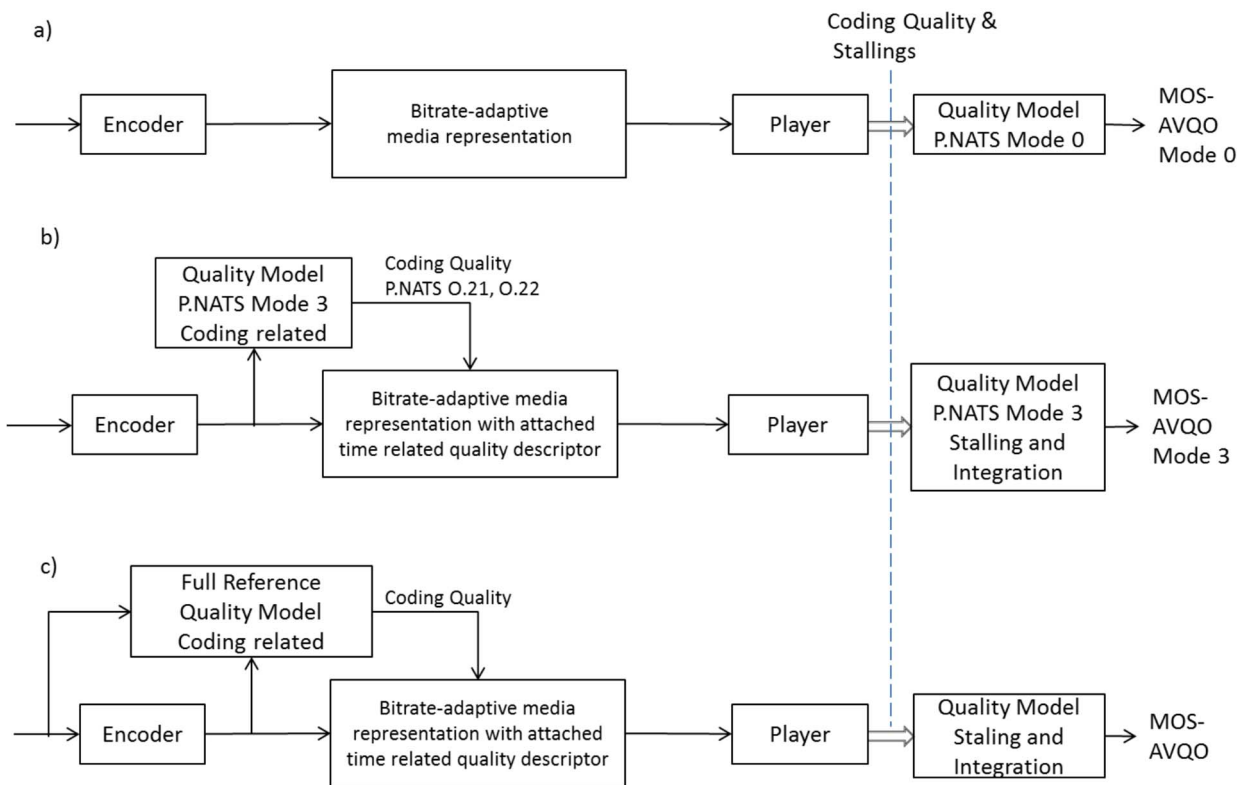 a)
Coding Quality &
Stallings
Encoder
Bitrate-adaptive
media representation
Player
Quality Model
P.NATS Mode 0
MOS-
AVQO
Mode 0
b)
Quality Model
P.NATS Mode 3
Coding related
Coding Quality
P.NATS O.21, O.22
Encoder
Bitrate-adaptive media
representation with attached
time related quality descriptor
Player
Quality Model
P.NATS Mode 3
Stalling and
Integration
MOS-
AVQO
Mode 3
c)
Full Reference
Quality Model
Coding related
Coding Quality
Encoder
Bitrate-adaptive media
representation with attached
time related quality descriptor
Player
Quality Model
Staling and
Integration
MOS-
AVQO